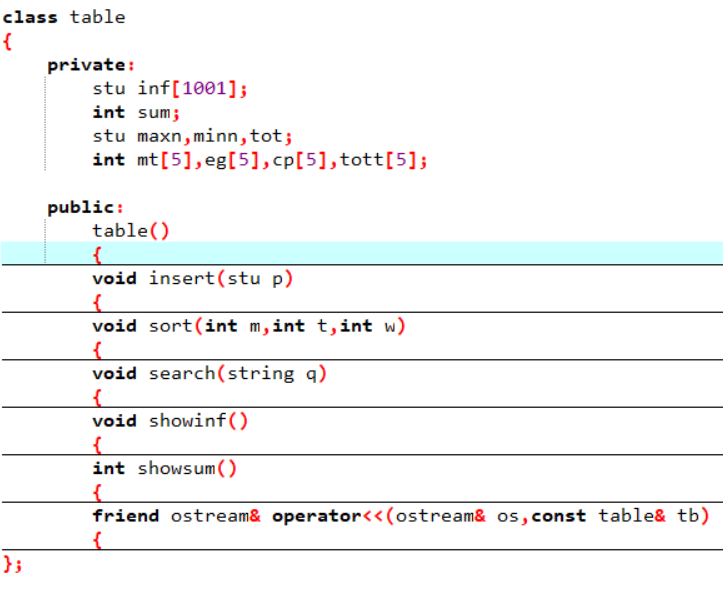 class table
{
    private:
        stu inf[1001];
        int sum;
        stu maxn,minn,tot;
        int mt[5],eg[5],cp[5],tott[5];

    public:
        table()
        {
        void insert(stu p)
        {
        void sort(int m,int t,int w)
        {
        void search(string q)
        {
        void showinf()
        {
        int showsum()
        {
        friend ostream& operator<<(ostream& os,const table& tb)
        {
};